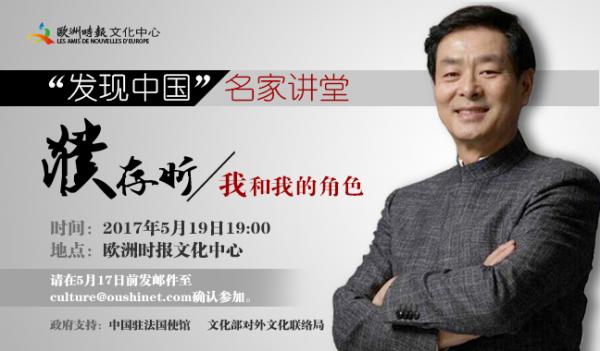 欧洲时报文化中心
LES AMIS DE NOUVELLES D'EUROPE
“发现中国”名家讲堂
濮存昕/我和我的角色
时间：2017年5月19日19:00
地点：欧洲时报文化中心
请在5月17日前发邮件至
culture@oushinet.com确认参加。
政府支持：中国驻法国使馆 文化部对外文化联络局